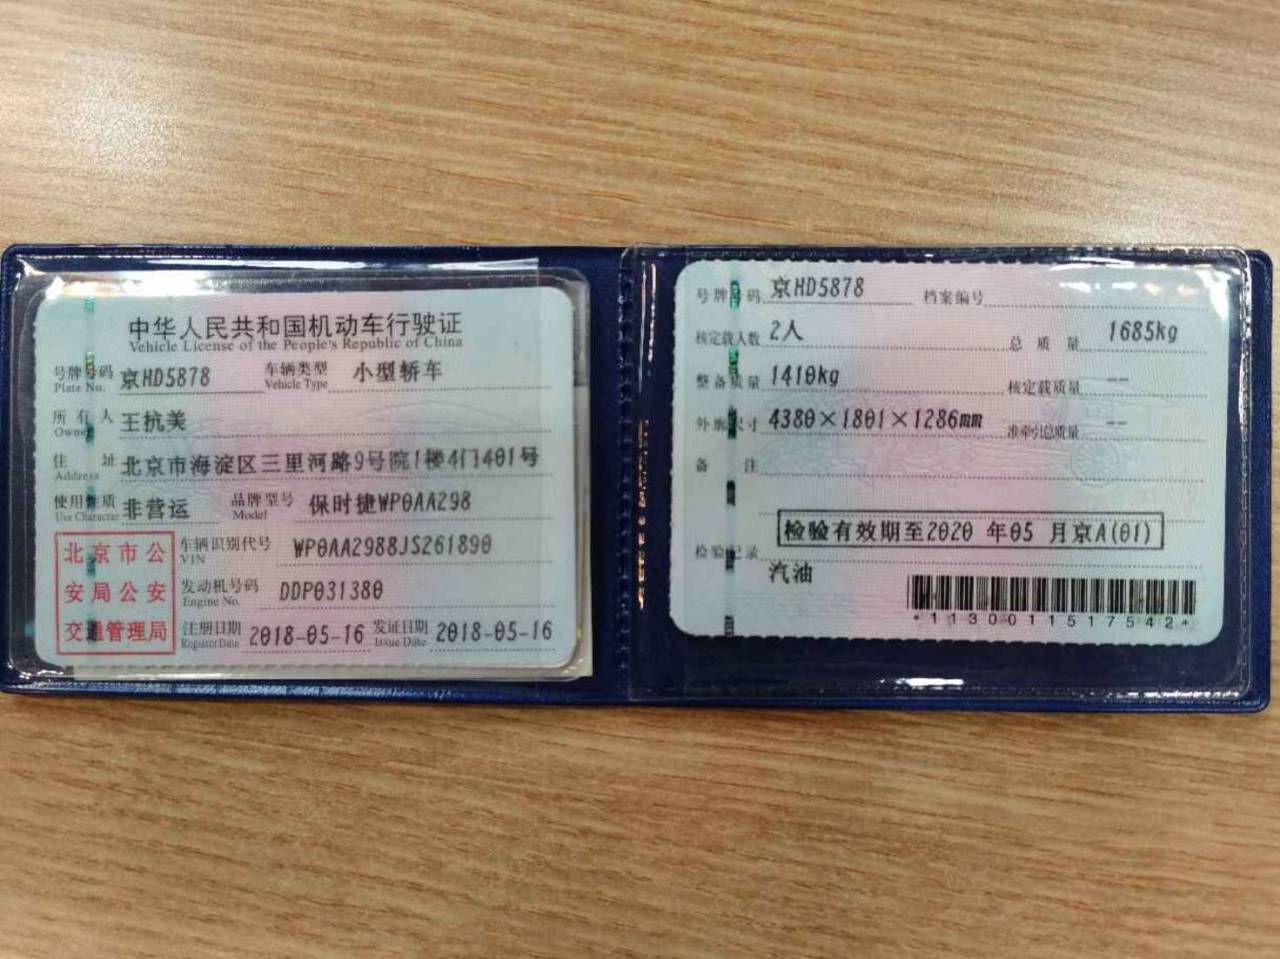 中华人民共和国机动车行驶证
Vehicle License of the People's Republic of China
号牌号码 京HD5878 车辆类型 小型轿车
Plate No. Vehicle Type
所有人 王抗美
Owner
住址 北京市海淀区三里河路9号院1楼4门401号
Address
使用性质 非营运 品牌型号 保时捷WP0AA298
Use Character Model
北京市公
安局公安
交通管理局
车辆识别代号 WP0AA2988JS261890
VIN
发动机号码 DDP031380
Engine No.
注册日期 2018-05-16 发证日期 2018-05-16
Register Date Issue Date
号牌号码 京HD5878 档案编号
核定载人数 2人 总质量 1685kg
整备质量 1410kg 核定载质量 --
外廓尺寸 4380×1801×1286mm 准牵引总质量 --
备注
检验有效期至2020年05月京A(01)
检验记录
汽油
*1130011517542*